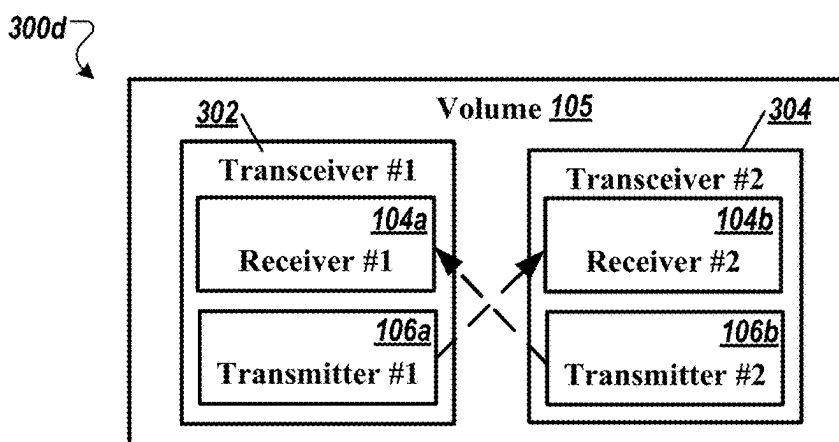 300d
Volume 105
302
304
Transceiver #1
Transceiver #2
104a
Receiver #1
104b
Receiver #2
106a
Transmitter #1
106b
Transmitter #2